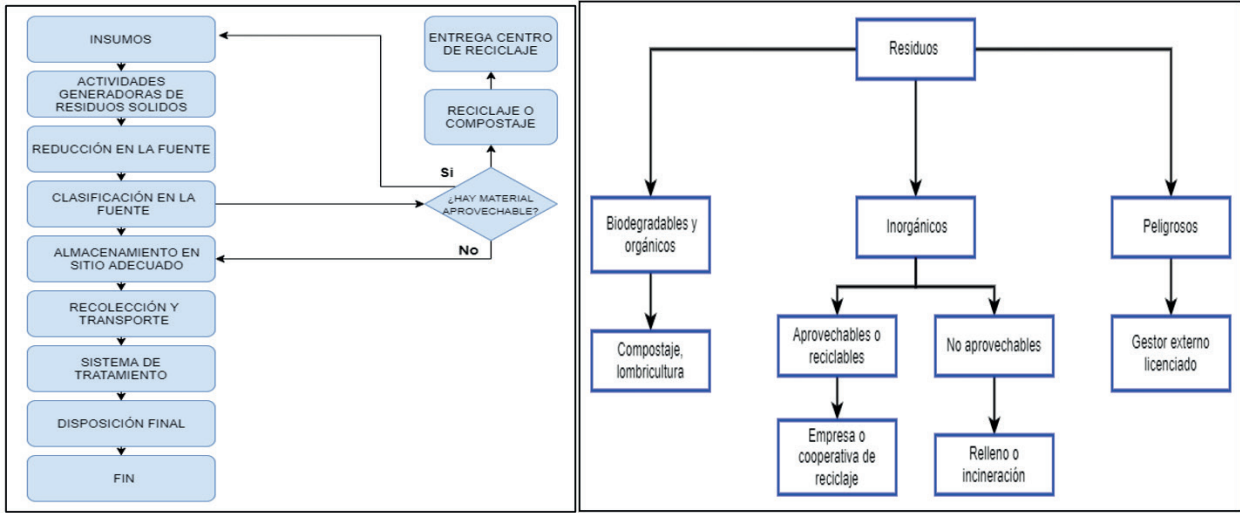 INSUMOS
ACTIVIDADES
GENERADORAS DE
RESIDUOS SOLIDOS
REDUCCIÓN EN LA FUENTE
CLASIFICACIÓN EN LA
FUENTE
ALMACENAMIENTO EN
SITIO ADECUADO
RECOLECCIÓN Y
TRANSPORTE
SISTEMA DE
TRATAMIENTO
DISPOSICIÓN FINAL
FIN
ENTREGA CENTRO
DE RECICLAJE
RECICLAJE O
COMPOSTAJE
Si
¿HAY MATERIAL
APROVECHABLE?
No
Residuos
Biodegradables y
orgánicos
Inorgánicos
Peligrosos
Compostaje,
lombricultura
Aprovechables o
reciclables
No aprovechables
Gestor externo
licenciado
Empresa o
cooperativa de
reciclaje
Relleno o
incineración